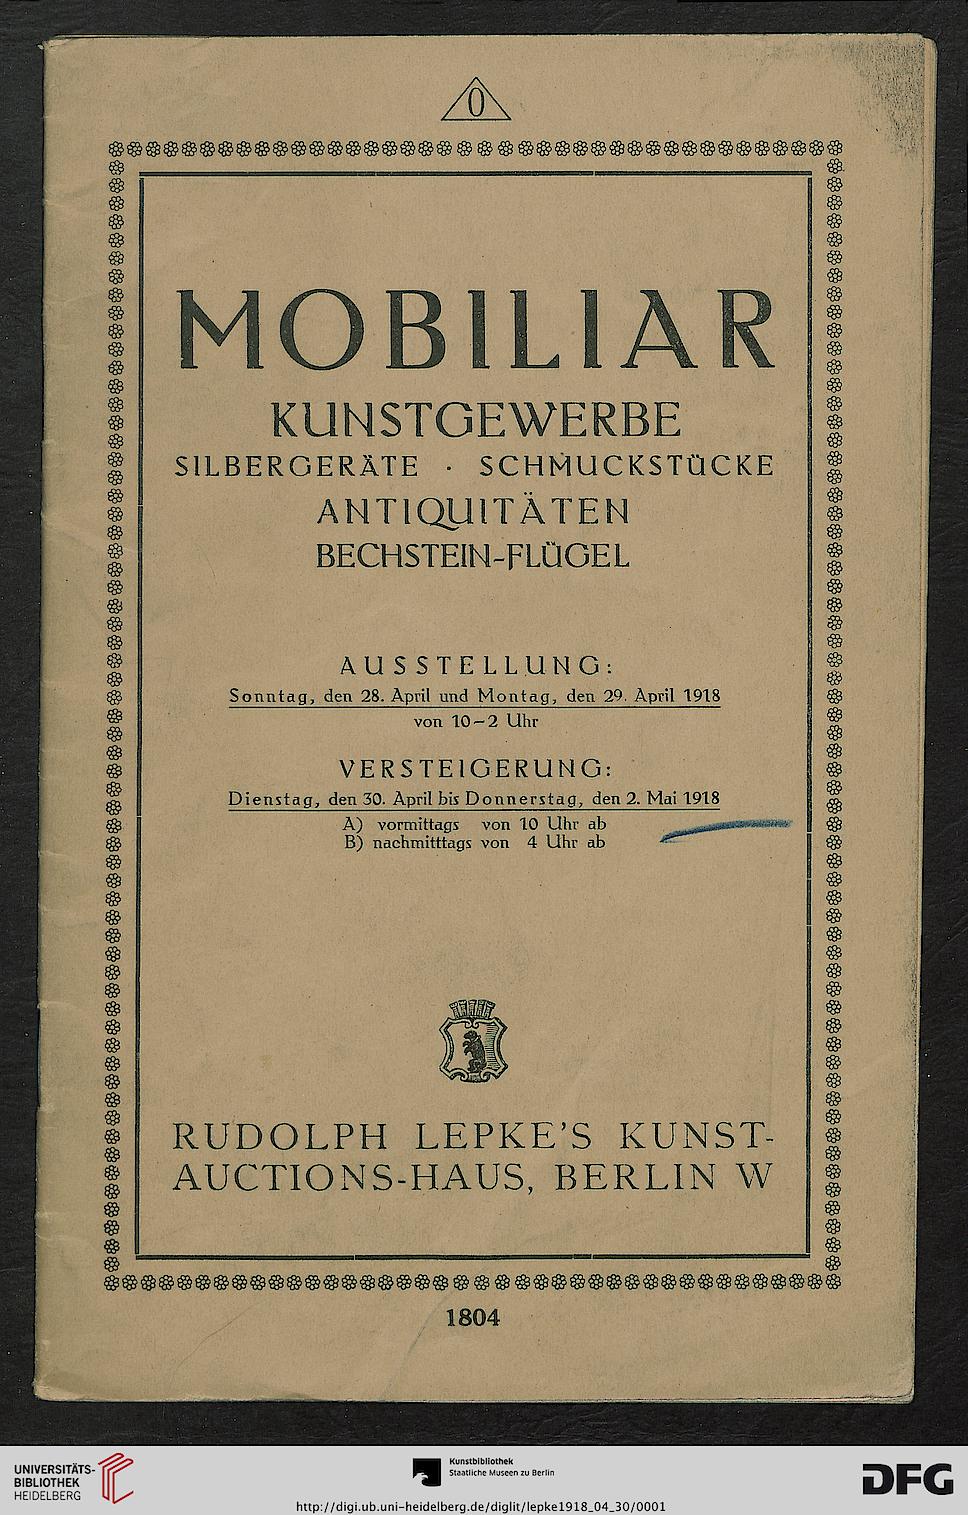 0
MOBILIAR
KUNSTGEWERBE
SILBERGERÄTE · SCHMUCKSTÜCKE
ANTIQUITÄTEN
BECHSTEIN-FLÜGEL
AUSSTELLUNG:
Sonntag, den 28. April und Montag, den 29. April 1918
von 10-2 Uhr
VERSTEIGERUNG:
Dienstag, den 30. April bis Donnerstag, den 2. Mai 1918
A) vormittags von 10 Uhr ab
B) nachmitttags von 4 Uhr ab
RUDOLPH LEPKE'S KUNST-
AUCTIONS-HAUS, BERLIN W
1804
UNIVERSITÄTS-
BIBLIOTHEK
HEIDELBERG
Kunstbibliothek
Staatliche Museen zu Berlin
DFG
http://digi.ub.uni-heidelberg.de/diglit/lepke1918_04_30/0001